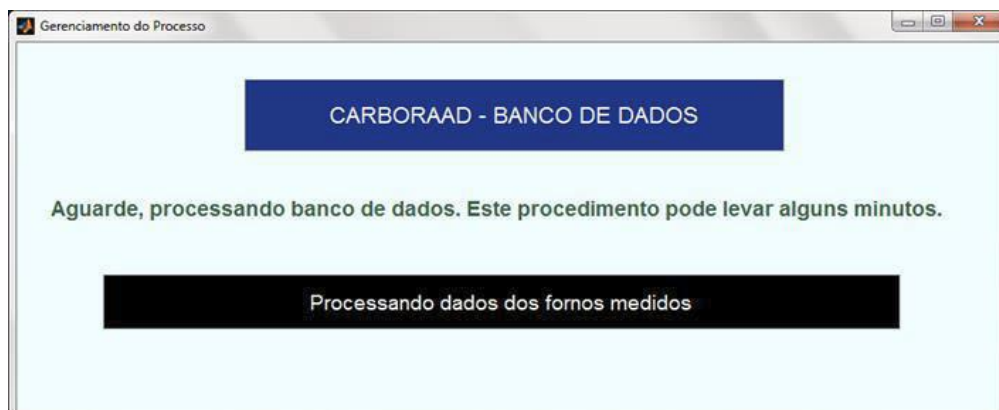 Gerenciamento do Processo
CARBORAAD - BANCO DE DADOS
Aguarde, processando banco de dados. Este procedimento pode levar alguns minutos.
Processando dados dos fornos medidos